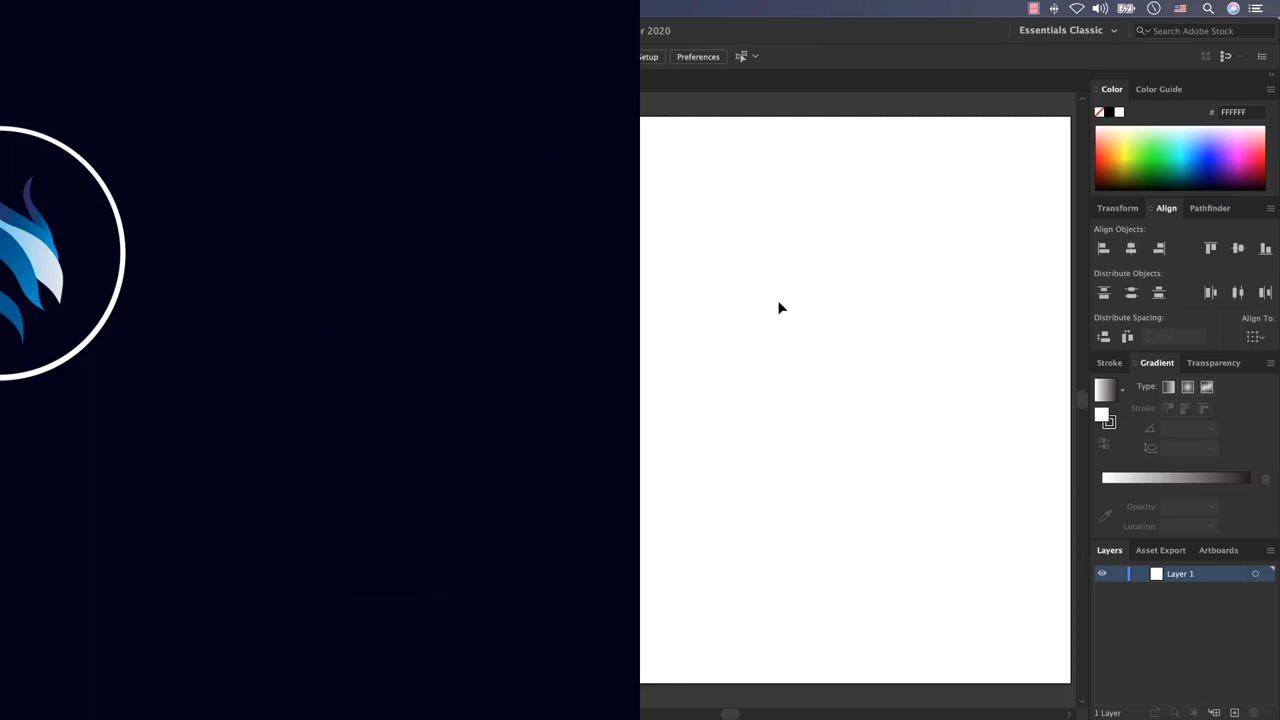 r 2020
Essentials Classic
Search Adobe Stock
Setup
Preferences
Color
Color Guide
# FFFFFF
Transform
Align
Pathfinder
Align Objects:
Distribute Objects:
Distribute Spacing:
Align To:
Stroke
Gradient
Transparency
Type:
Stroke:
Opacity:
Location:
Layers
Asset Export
Artboards
Layer 1
1 Layer